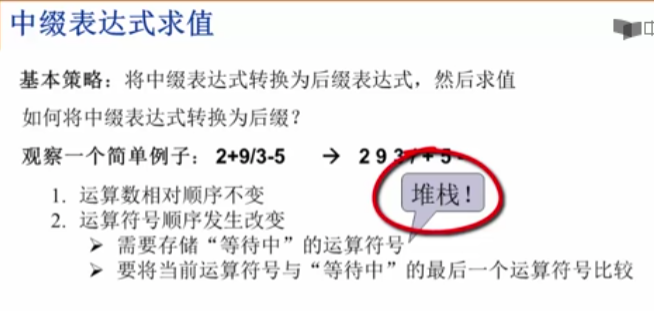 中缀表达式求值
基本策略：将中缀表达式转换为后缀表达式，然后求值
如何将中缀表达式转换为后缀？
观察一个简单例子： 2+9/3-5 → 2 9 3 / + 5 -
堆栈！
1. 运算数相对顺序不变
2. 运算符号顺序发生改变
➢ 需要存储“等待中”的运算符号
➢ 要将当前运算符号与“等待中”的最后一个运算符号比较